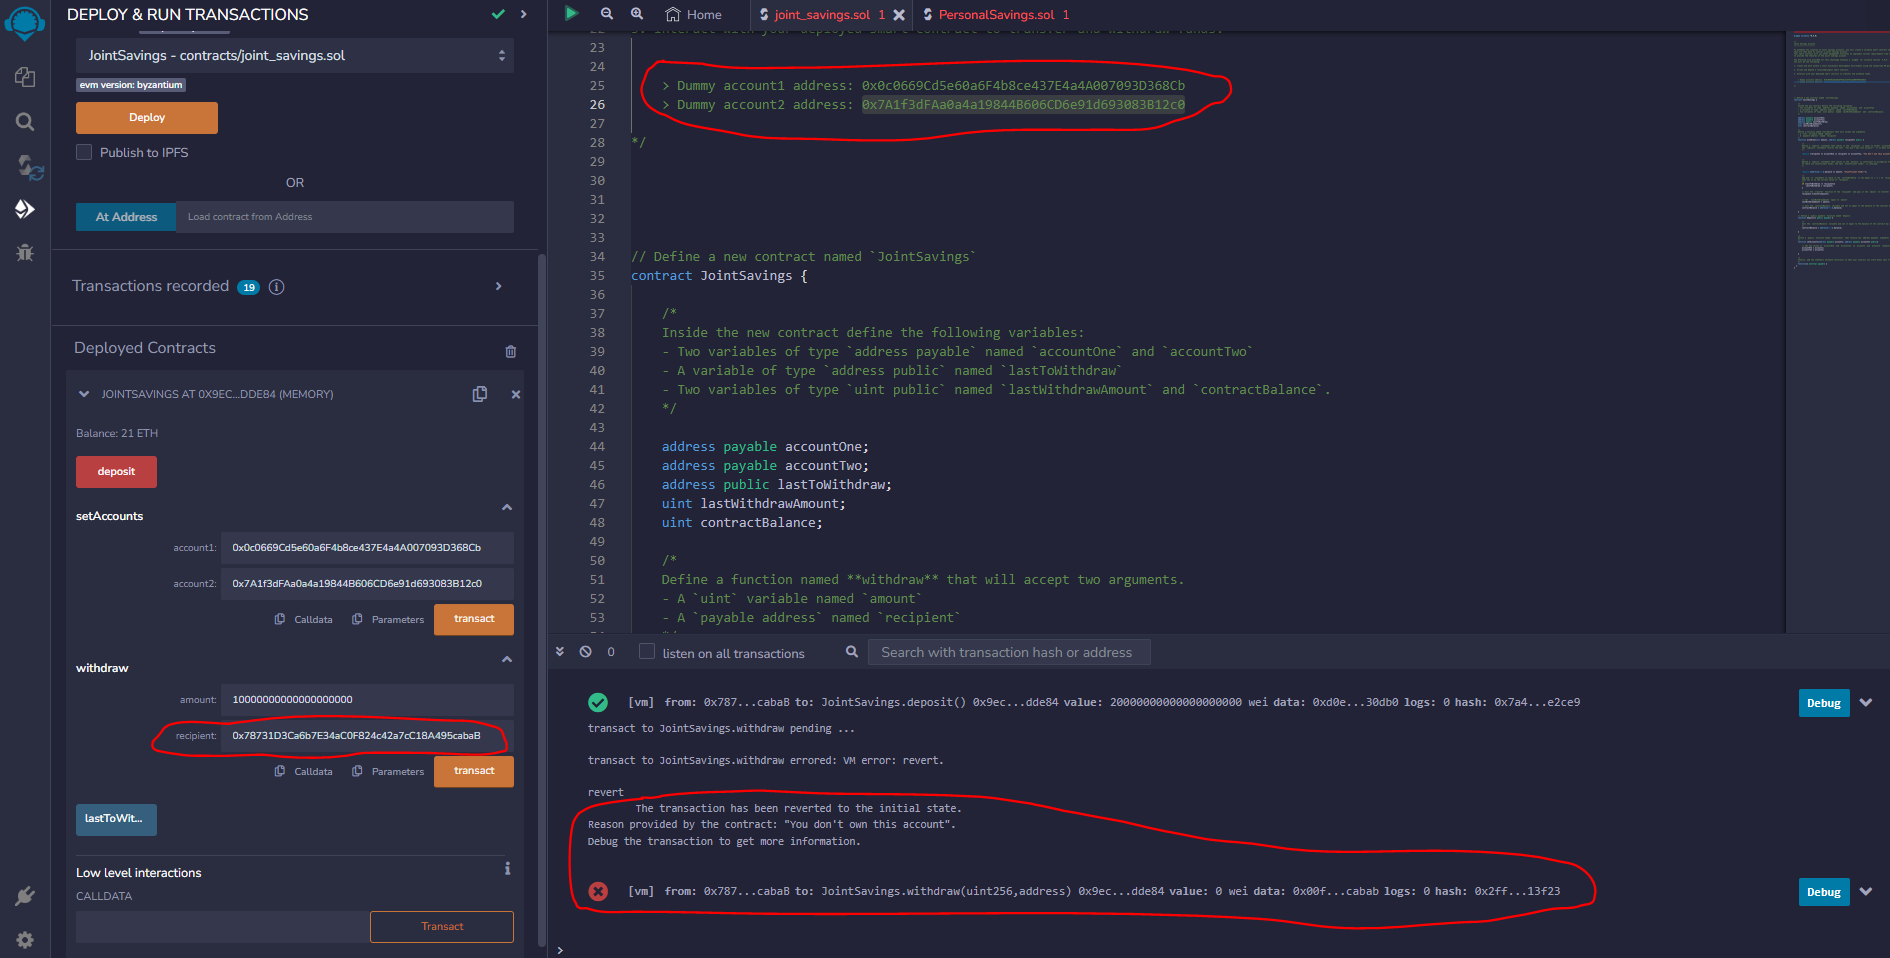 DEPLOY & RUN TRANSACTIONS
JointSavings - contracts/joint_savings.sol
evm version: byzantium
Deploy
Publish to IPFS
OR
At Address
Load contract from Address
Transactions recorded 19 i
Deployed Contracts
JOINTSAVINGS AT 0X9EC...DDE84 (MEMORY)
Balance: 21 ETH
deposit
setAccounts
account1: 0x0c0669Cd5e60a6F4b8ce437E4a4A007093D368Cb
account2: 0x7A1f3dFAa0a4a19844B606CD6e91d693083B12c0
Calldata Parameters transact
withdraw
amount: 10000000000000000000
recipient: 0x78731D3Ca6b7E34aC0F824c42a7cC18A495cabaB
Calldata Parameters transact
lastToWit...
Low level interactions
CALLDATA
Transact
Home joint_savings.sol 1 PersonalSavings.sol 1
22 3. Interact with your deployed smart contract to transfer and withdraw funds.
23
24
25 > Dummy account1 address: 0x0c0669Cd5e60a6F4b8ce437E4a4A007093D368Cb
26 > Dummy account2 address: 0x7A1f3dFAa0a4a19844B606CD6e91d693083B12c0
27
28 */
29
30
31
32
33
34 // Define a new contract named `JointSavings`
35 contract JointSavings {
36
37 /*
38 Inside the new contract define the following variables:
39 - Two variables of type `address payable` named `accountOne` and `accountTwo`
40 - A variable of type `address public` named `lastToWithdraw`
41 - Two variables of type `uint public` named `lastWithdrawAmount` and `contractBalance`.
42 */
43
44 address payable accountOne;
45 address payable accountTwo;
46 address public lastToWithdraw;
47 uint lastWithdrawAmount;
48 uint contractBalance;
49
50 /*
51 Define a function named **withdraw** that will accept two arguments.
52 - A `uint` variable named `amount`
53 - A `payable address` named `recipient`
0 listen on all transactions Search with transaction hash or address
[vm] from: 0x787...cabaB to: JointSavings.deposit() 0x9ec...dde84 value: 20000000000000000000 wei data: 0xd0e...30db0 logs: 0 hash: 0x7a4...e2ce9 Debug
transact to JointSavings.withdraw pending ...
transact to JointSavings.withdraw errored: VM error: revert.
revert
The transaction has been reverted to the initial state.
Reason provided by the contract: "You don't own this account".
Debug the transaction to get more information.
[vm] from: 0x787...cabaB to: JointSavings.withdraw(uint256,address) 0x9ec...dde84 value: 0 wei data: 0x00f...cabab logs: 0 hash: 0x2ff...13f23 Debug
>